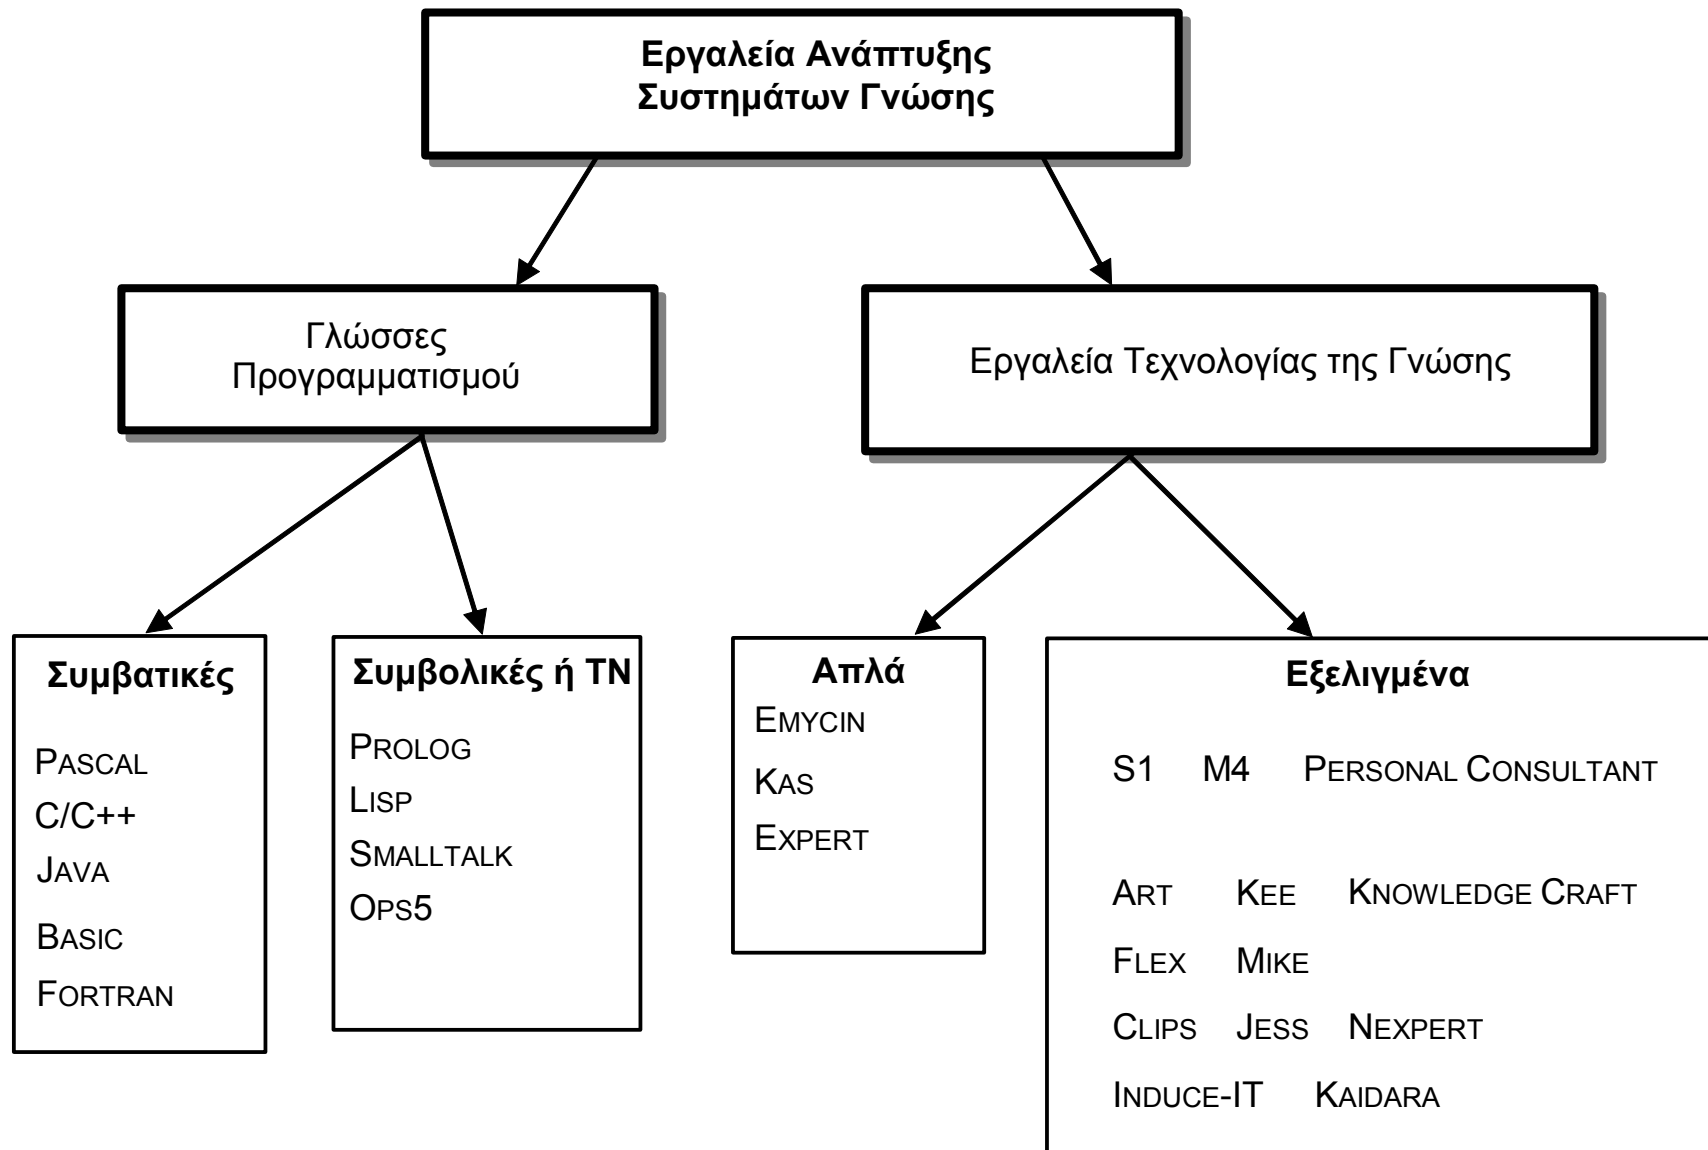 Εργαλεία Ανάπτυξης
Συστημάτων Γνώσης
Γλώσσες
Προγραμματισμού
Εργαλεία Τεχνολογίας της Γνώσης
Συμβατικές
PASCAL
C/C++
JAVA
BASIC
FORTRAN
Συμβολικές ή ΤΝ
PROLOG
LISP
SMALLTALK
OPS5
Απλά
EMYCIN
KAS
EXPERT
Εξελιγμένα
S1 M4 PERSONAL CONSULTANT
ART KEE KNOWLEDGE CRAFT
FLEX MIKE
CLIPS JESS NEXPERT
INDUCE-IT KAIDARA